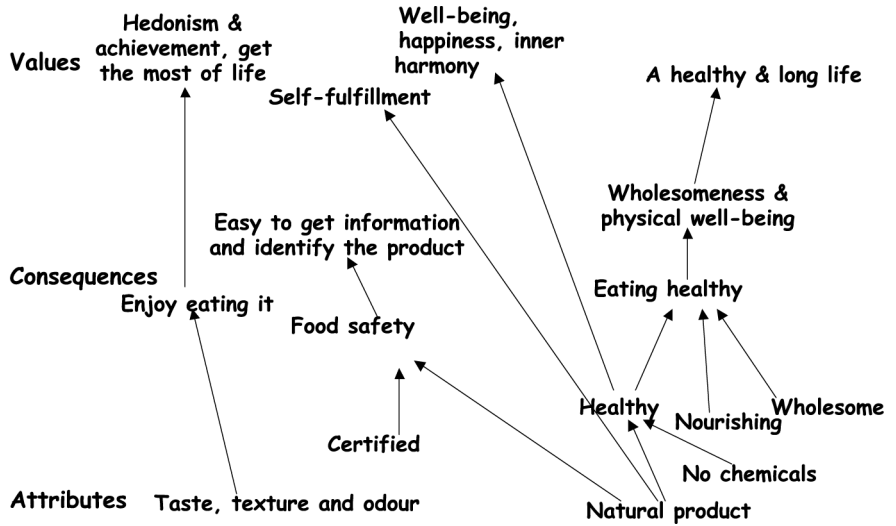 Hedonism &
achievement, get
the most of life
Values
Well-being,
happiness, inner
harmony
Self-fulfillment
A healthy & long life
Wholesomeness &
physical well-being
Easy to get information
and identify the product
Consequences
Enjoy eating it
Eating healthy
Food safety
Healthy
Nourishing
Wholesome
Certified
No chemicals
Attributes
Taste, texture and odour
Natural product